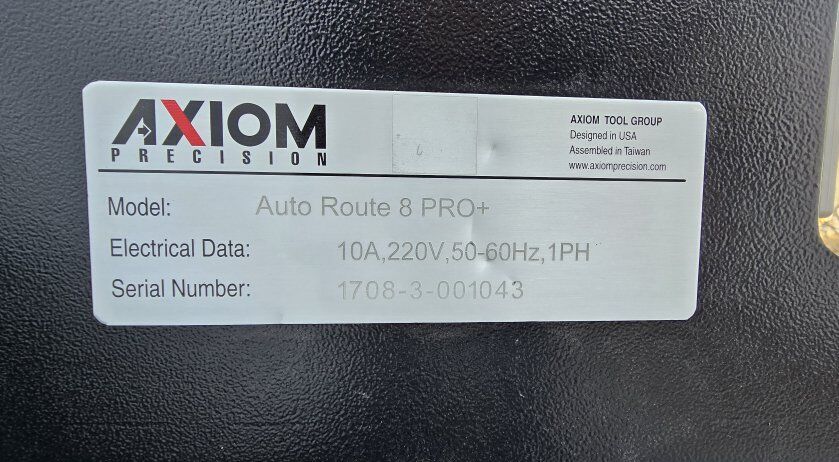 AXIOM
PRECISION
AXIOM TOOL GROUP
Designed in USA
Assembled in Taiwan
www.axiomprecision.com
Model: Auto Route 8 PRO+
Electrical Data: 10A,220V,50-60Hz,1PH
Serial Number: 1708-3-001043